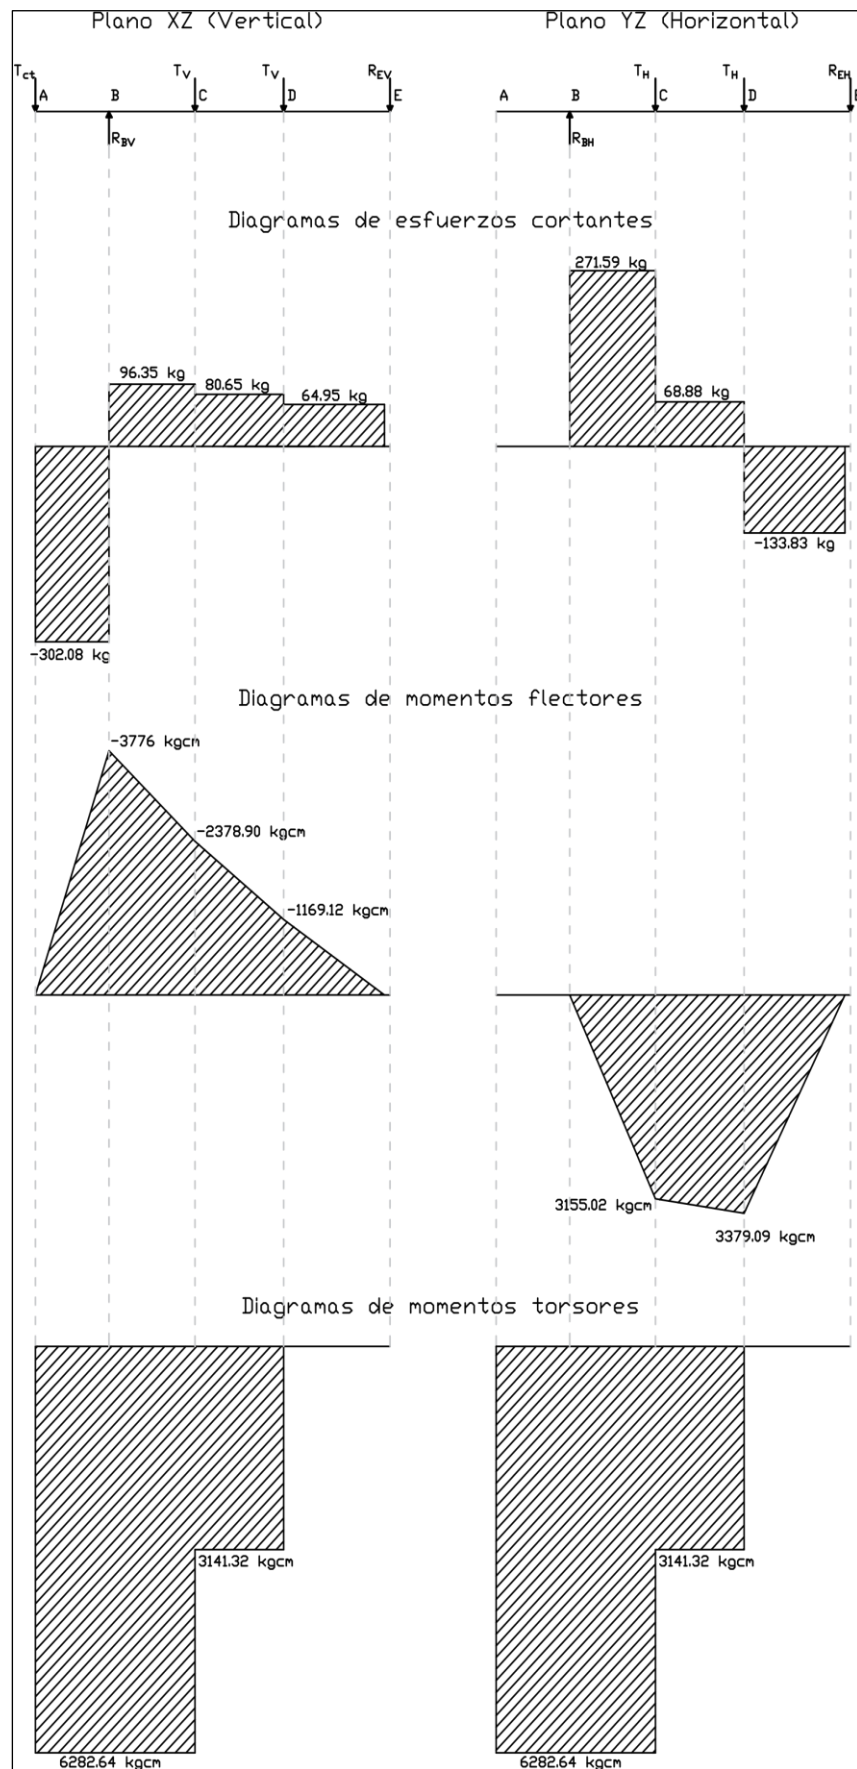 Plano XZ (Vertical) Plano YZ (Horizontal)
Tct TV TV REV TH TH REH
A B C D E A B C D E
RBV RBH
Diagramas de esfuerzos cortantes
271.59 kg
96.35 kg 80.65 kg 64.95 kg 68.88 kg
-133.83 kg
-302.08 kg
Diagramas de momentos flectores
-3776 kgcm
-2378.90 kgcm
-1169.12 kgcm
3155.02 kgcm
3379.09 kgcm
Diagramas de momentos torsores
3141.32 kgcm 3141.32 kgcm
6282.64 kgcm 6282.64 kgcm